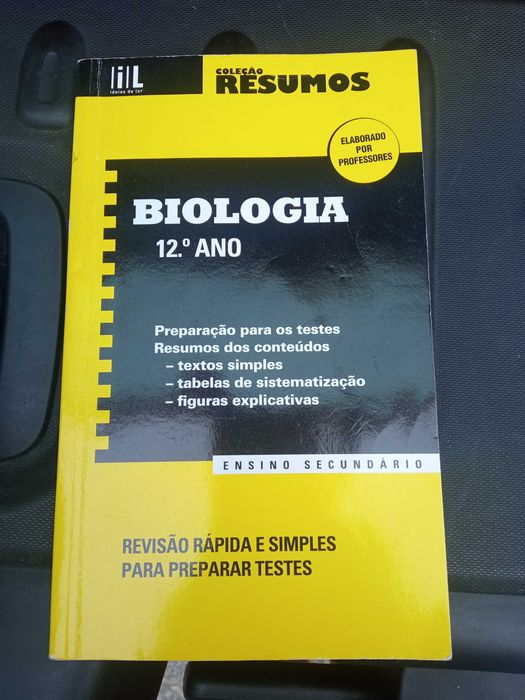 iiL
ideias de ler
COLEÇÃO
RESUMOS
ELABORADO
POR
PROFESSORES
BIOLOGIA
12.º ANO
Preparação para os testes
Resumos dos conteúdos
– textos simples
– tabelas de sistematização
– figuras explicativas
ENSINO SECUNDÁRIO
REVISÃO RÁPIDA E SIMPLES
PARA PREPARAR TESTES